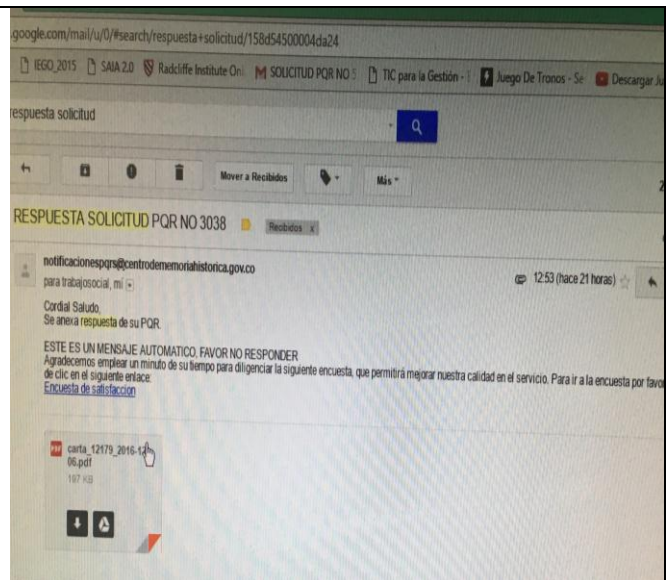 .google.com/mail/u/0/#search/respuesta+solicitud/158d54500004da24
IEGO_2015 SAIA 2.0 Radcliffe Institute Onli SOLICITUD PQR NO 5 TIC para la Gestión - Juego De Tronos - Se Descargar Ju
respuesta solicitud
Mover a Recibidos Más
2
RESPUESTA SOLICITUD PQR NO 3038 Recibidos x
notificacionespqrs@centrodememoriahistorica.gov.co 12:53 (hace 21 horas)
para trabajosocial, mí
Cordial Saludo,
Se anexa respuesta de su PQR.
ESTE ES UN MENSAJE AUTOMATICO, FAVOR NO RESPONDER
Agradecemos emplear un minuto de su tiempo para diligenciar la siguiente encuesta, que permitirá mejorar nuestra calidad en el servicio. Para ir a la encuesta por favor
de clic en el siguiente enlace:
Encuesta de satisfaccion
PDF carta_12179_2016-12-
06.pdf
197 KB